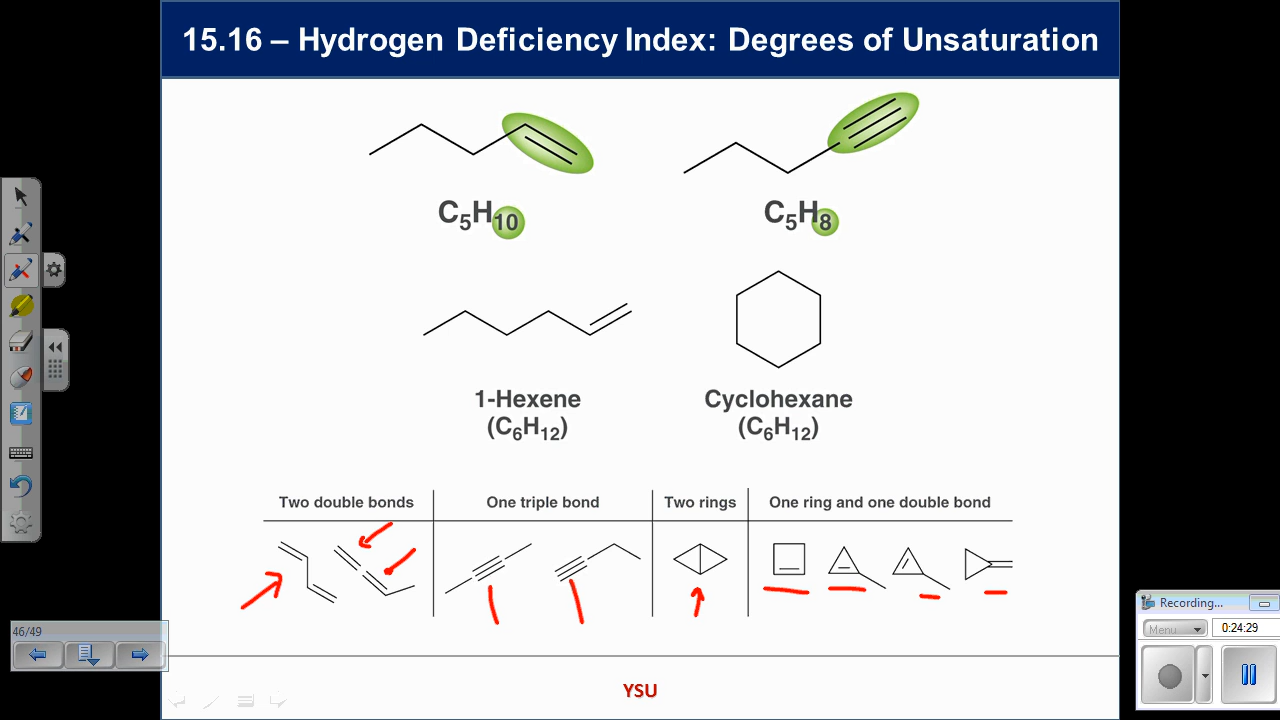 15.16 – Hydrogen Deficiency Index: Degrees of Unsaturation
C₅H₁₀ C₅H₈
1-Hexene Cyclohexane
(C₆H₁₂) (C₆H₁₂)
Two double bonds One triple bond Two rings One ring and one double bond
46/49
YSU
Recording...
Menu 0:24:29